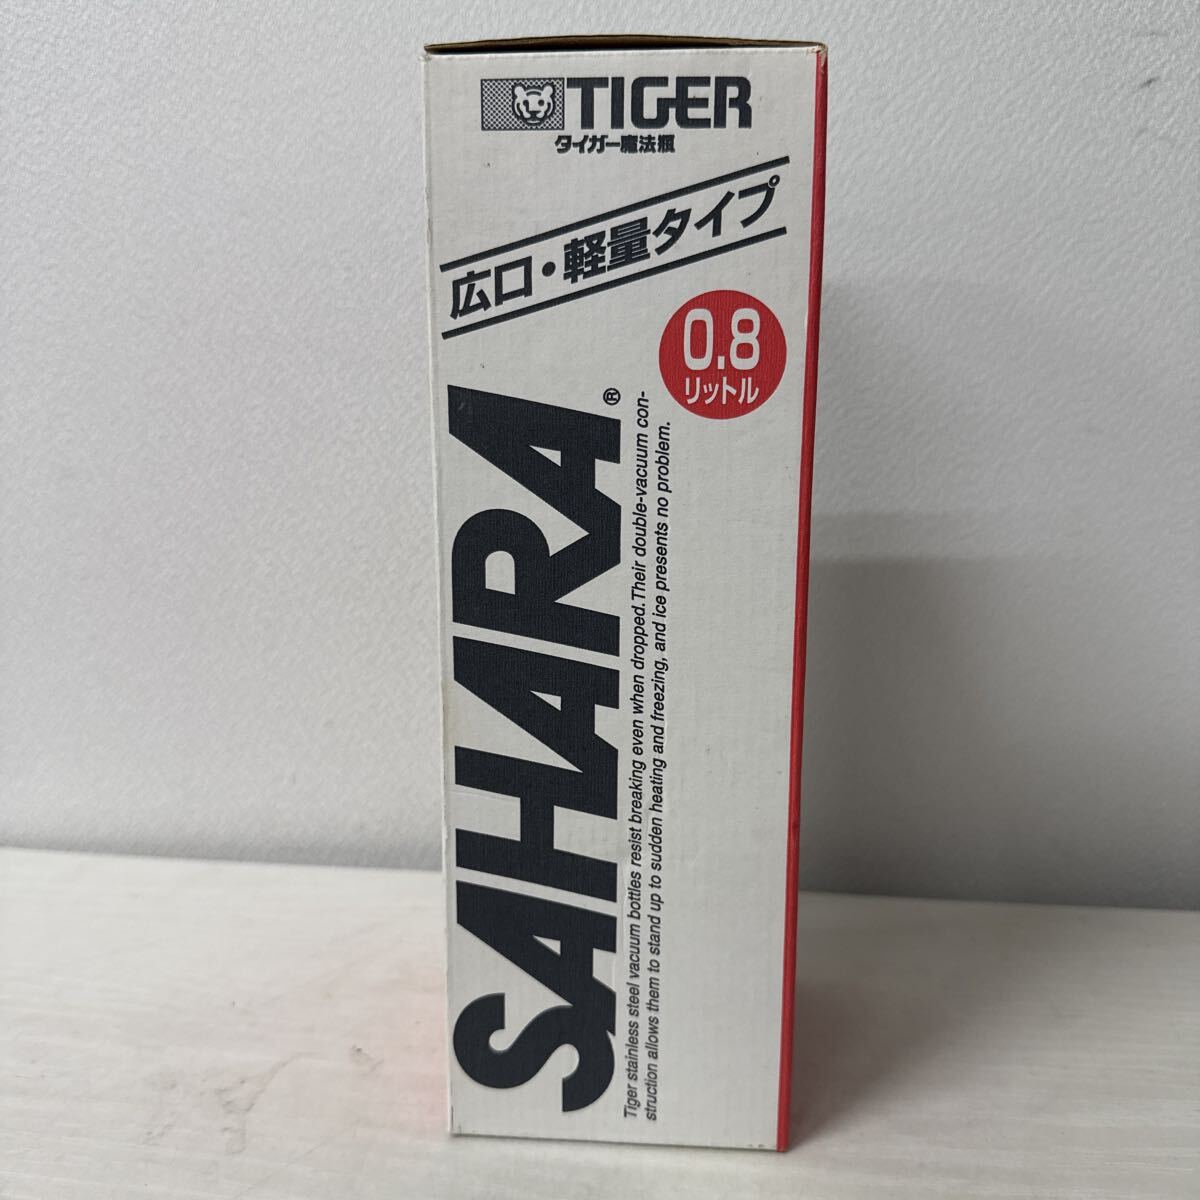 TIGER
タイガー魔法瓶
広口・軽量タイプ
0.8
リットル
SAHARA®
Tiger stainless steel vacuum bottles resist breaking even when dropped.Their double-vacuum con-
struction allows them to stand up to sudden heating and freezing, and ice presents no problem.